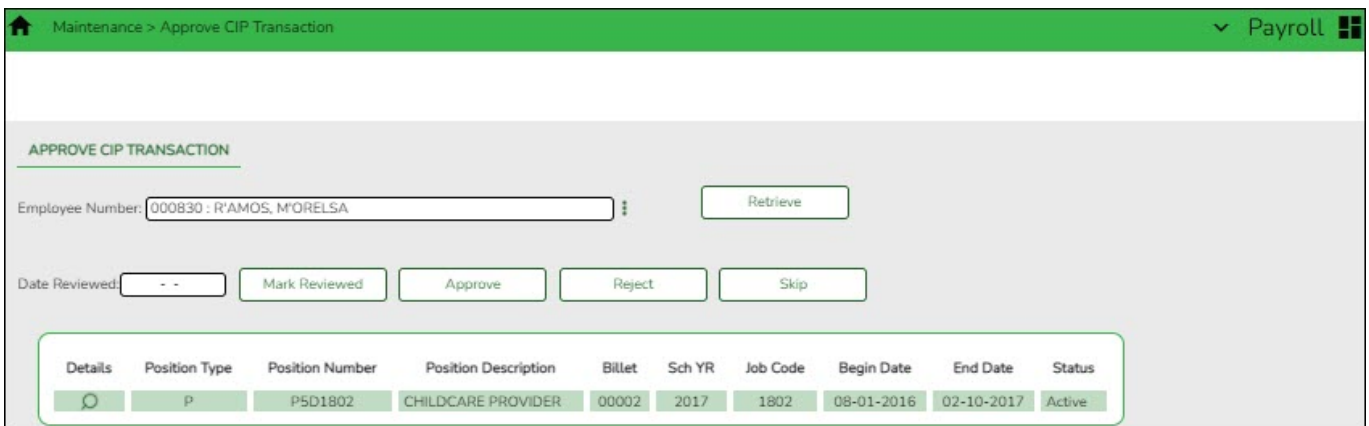 Maintenance > Approve CIP Transaction Payroll
APPROVE CIP TRANSACTION
Employee Number: 000830 : R'AMOS, M'ORELSA Retrieve
Date Reviewed: - - Mark Reviewed Approve Reject Skip
Details Position Type Position Number Position Description Billet Sch YR Job Code Begin Date End Date Status
P P5D1802 CHILDCARE PROVIDER 00002 2017 1802 08-01-2016 02-10-2017 Active